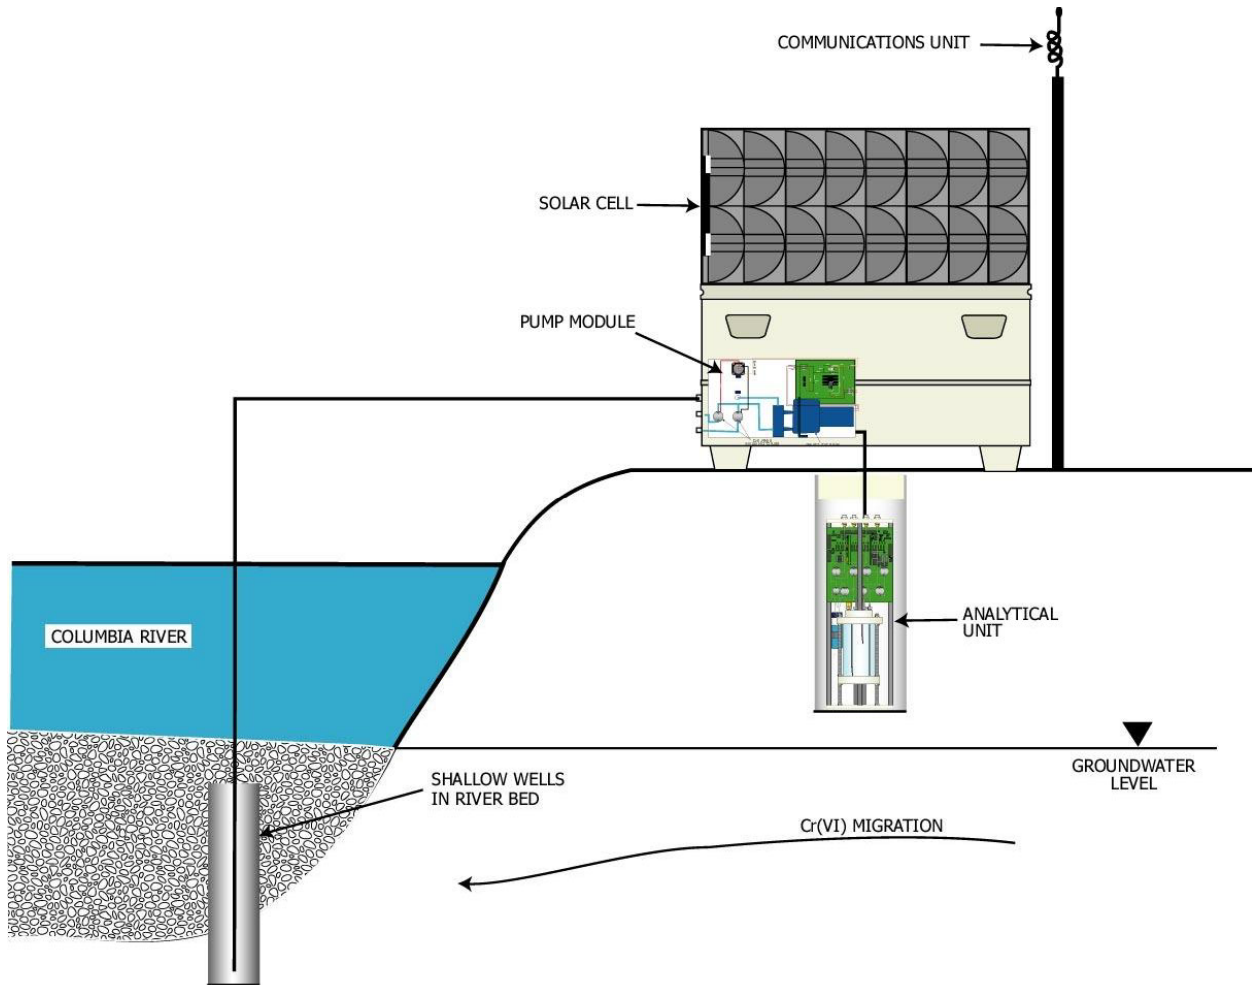 COMMUNICATIONS UNIT
SOLAR CELL
PUMP MODULE
COLUMBIA RIVER
ANALYTICAL
UNIT
GROUNDWATER
LEVEL
SHALLOW WELLS
IN RIVER BED
Cr(VI) MIGRATION